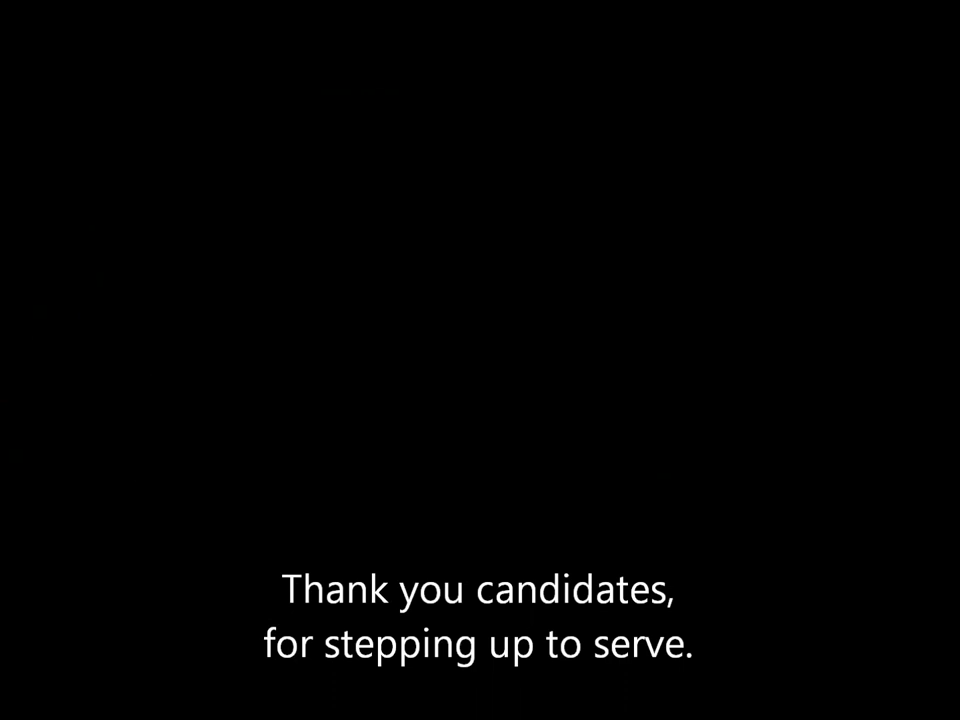 Thank you candidates,
for stepping up to serve.